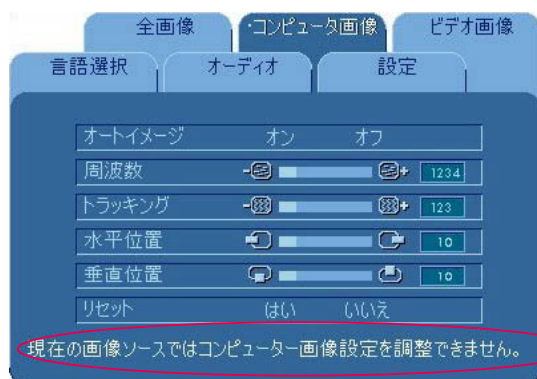 全画像 ・コンピュータ画像 ビデオ画像
言語選択 オーディオ 設定
オートイメージ オン オフ
周波数 - + 1234
トラッキング - + 123
水平位置 10
垂直位置 10
リセット はい いいえ
現在の画像ソースではコンピューター画像設定を調整できません。